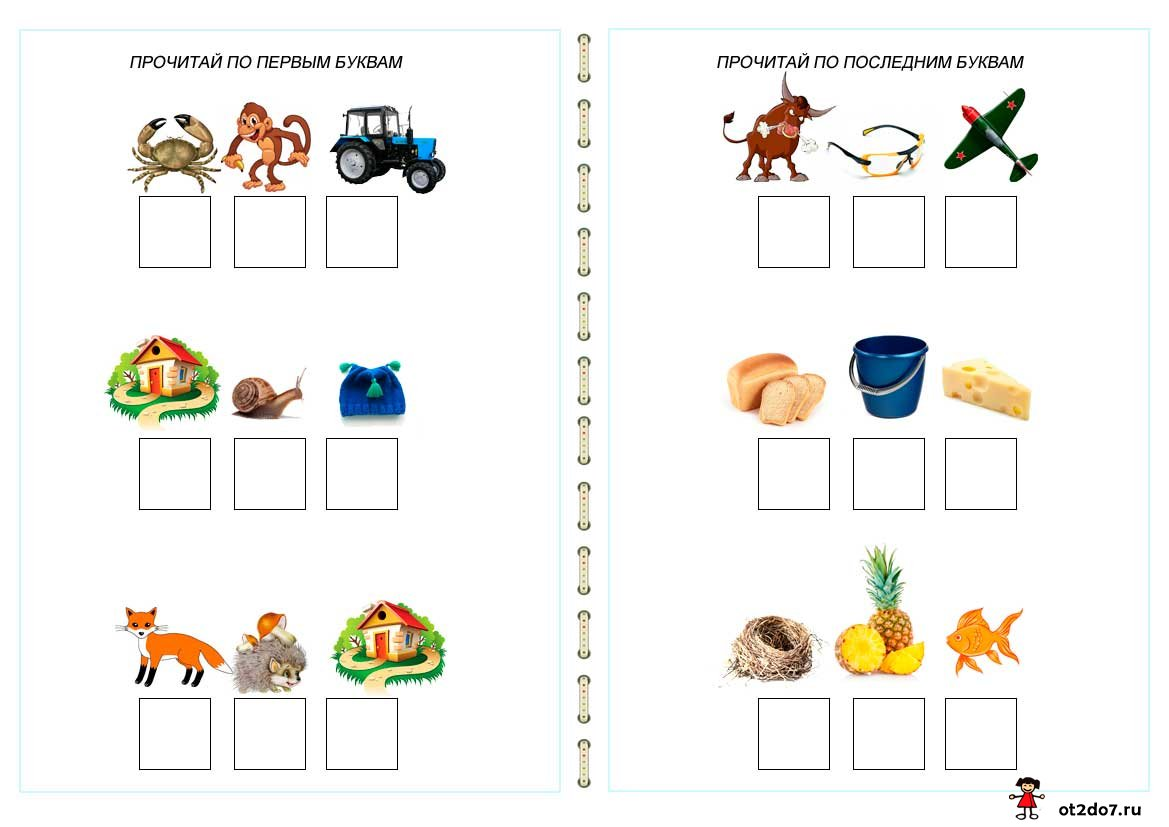 ПРОЧИТАЙ ПО ПЕРВЫМ БУКВАМ
ПРОЧИТАЙ ПО ПОСЛЕДНИМ БУКВАМ
ot2do7.ru